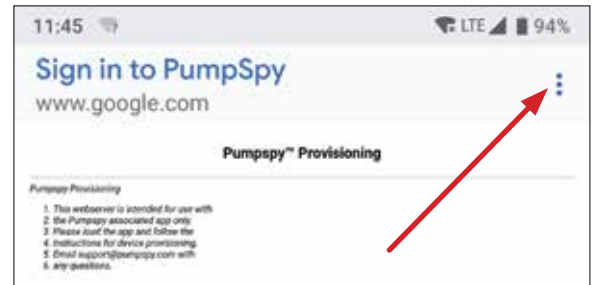 11:45 LTE 94%
Sign in to PumpSpy
www.google.com
Pumpspy™ Provisioning
Pumpspy Provisioning
1. This webserver is intended for use with
2. the Pumpspy associated app only.
3. Please load the app and follow the
4. instructions for device provisioning.
5. Email support@pumpspy.com with
6. any questions.